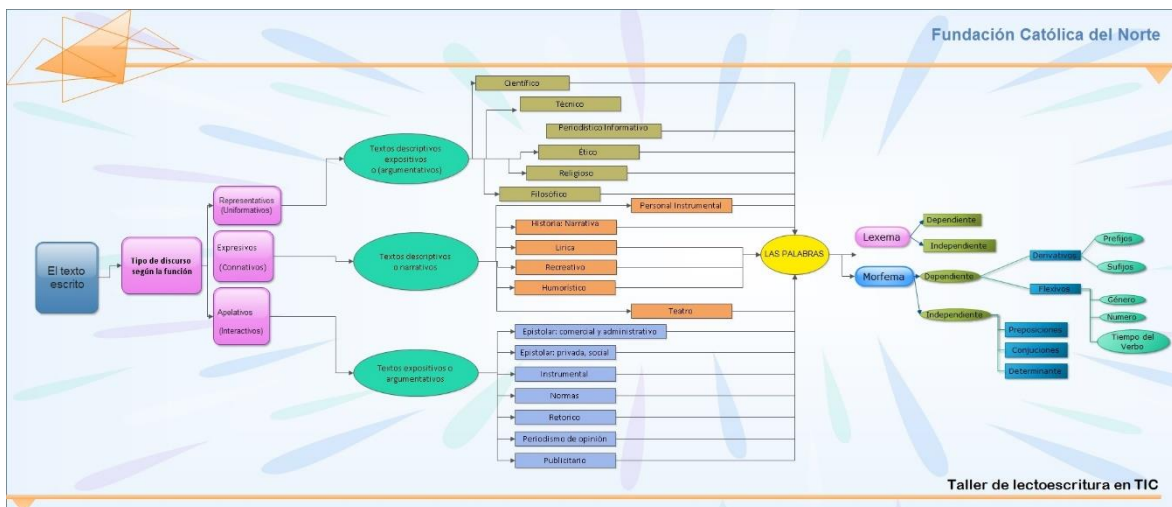 Fundación Católica del Norte
El texto
escrito
Tipo de discurso
según la función
Representativos
(Uniformativos)
Expresivos
(Connativos)
Apelativos
(Interactivos)
Textos descriptivos
expositivos
o (argumentativos)
Textos descriptivos
o narrativos
Textos expositivos o
argumentativos
Científico
Técnico
Periodístico Informativo
Ético
Religioso
Filosófico
Personal Instrumental
Historia: Narrativa
Lirica
Recreativo
Humorístico
Teatro
Epistolar: comercial y administrativo
Epistolar: privada, social
Instrumental
Normas
Retorico
Periodismo de opinión
Publicitario
LAS PALABRAS
Lexema
Dependiente
Independiente
Morfema
Dependiente
Independiente
Derivativos
Prefijos
Sufijos
Flexivos
Género
Numero
Tiempo del
Verbo
Preposiciones
Conjuciones
Determinante
Taller de lectoescritura en TIC